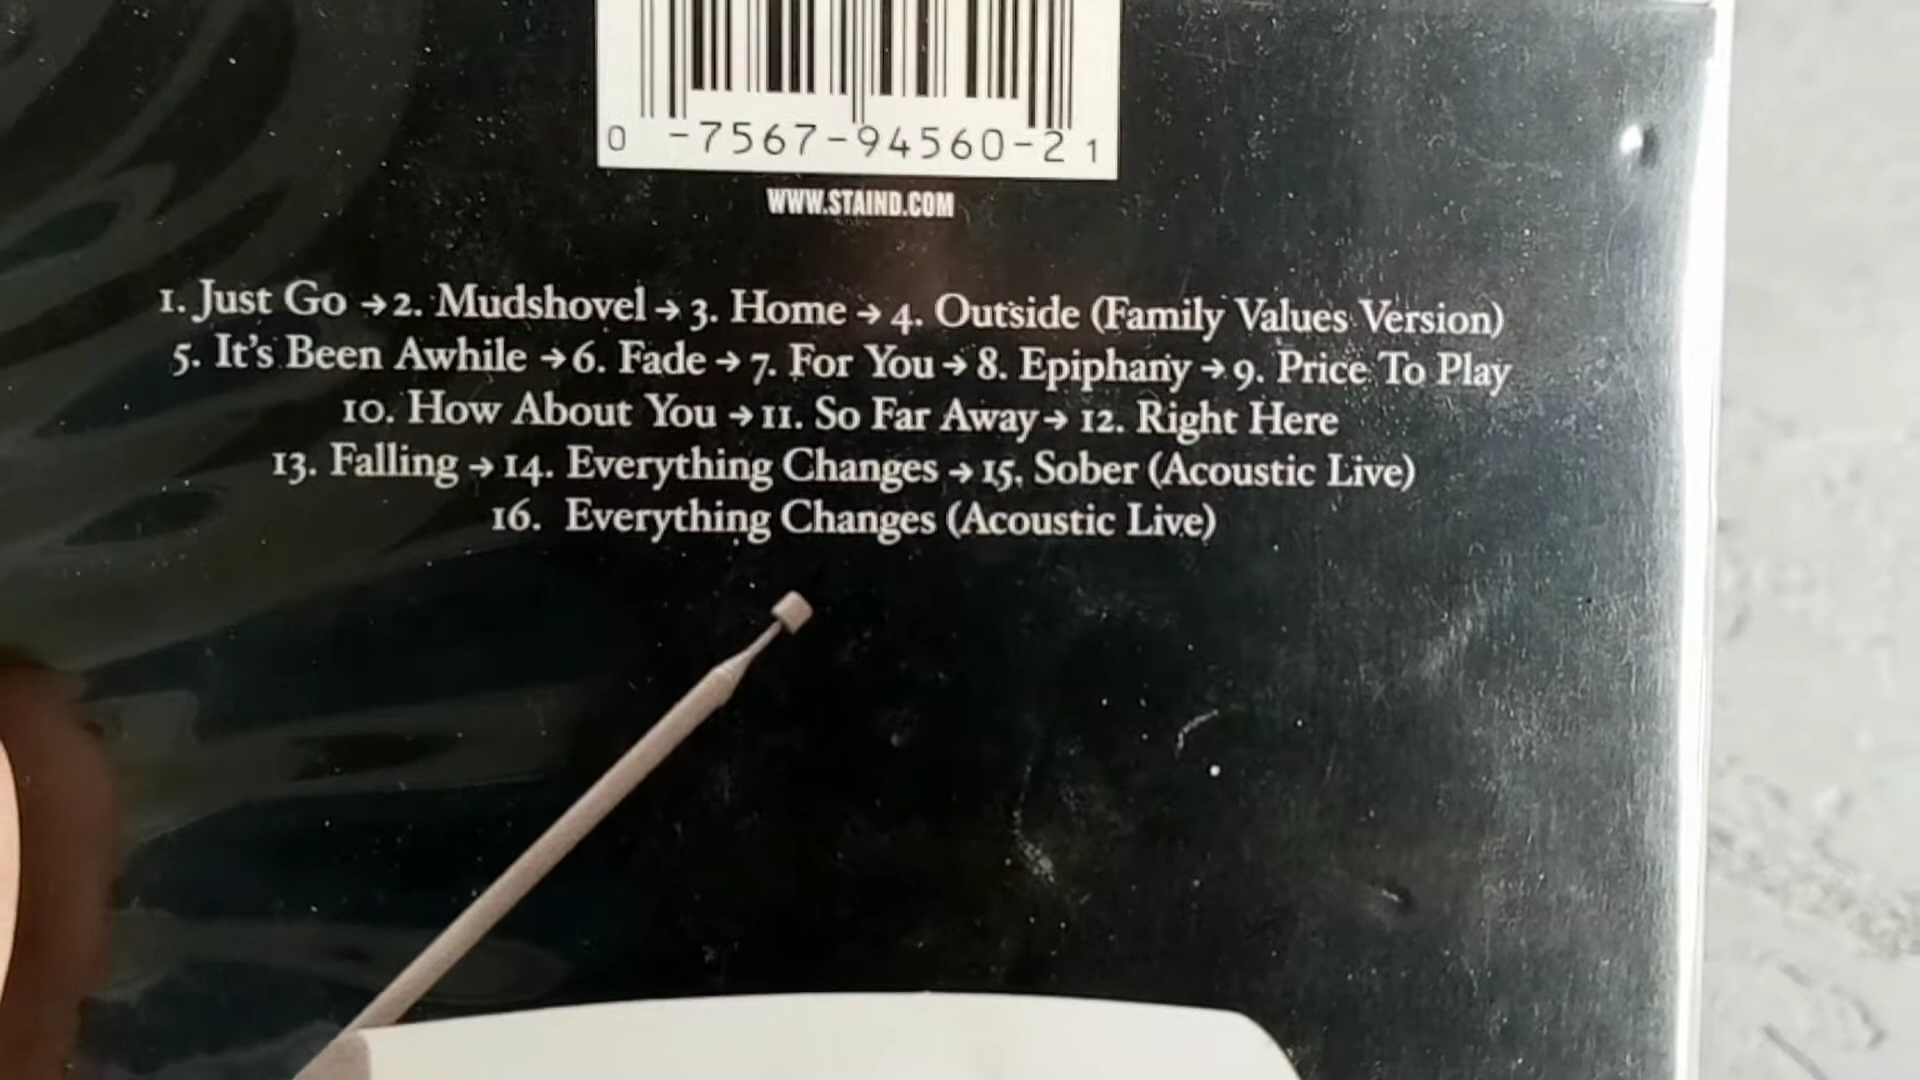 0 -7567-94560-2 1
WWW.STAIND.COM
1. Just Go → 2. Mudshovel → 3. Home → 4. Outside (Family Values Version)
5. It's Been Awhile → 6. Fade → 7. For You → 8. Epiphany → 9. Price To Play
10. How About You → 11. So Far Away → 12. Right Here
13. Falling → 14. Everything Changes → 15. Sober (Acoustic Live)
16. Everything Changes (Acoustic Live)